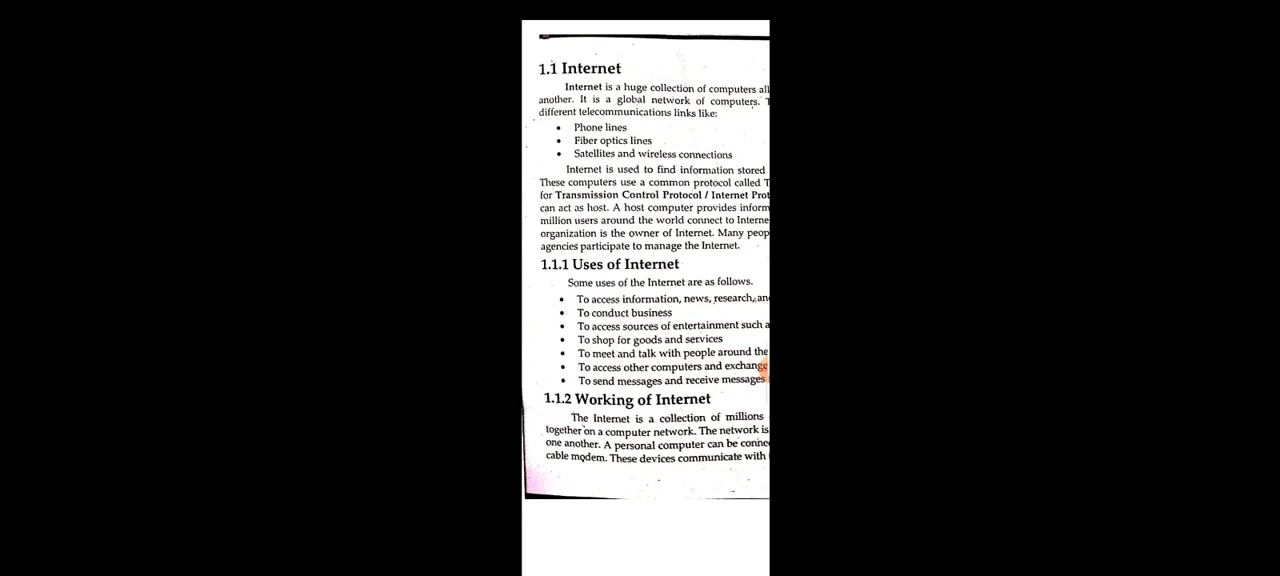 1.1 Internet
Internet is a huge collection of computers all
another. It is a global network of computers. T
different telecommunications links like:
• Phone lines
• Fiber optics lines
• Satellites and wireless connections
Internet is used to find information stored
These computers use a common protocol called T
for Transmission Control Protocol / Internet Prot
can act as host. A host computer provides inform
million users around the world connect to Interne
organization is the owner of Internet. Many peop
agencies participate to manage the Internet.
1.1.1 Uses of Internet
Some uses of the Internet are as follows.
• To access information, news, research, an
• To conduct business
• To access sources of entertainment such a
• To shop for goods and services
• To meet and talk with people around the
• To access other computers and exchange
• To send messages and receive messages
1.1.2 Working of Internet
The Internet is a collection of millions
together on a computer network. The network is
one another. A personal computer can be conne
cable modem. These devices communicate with